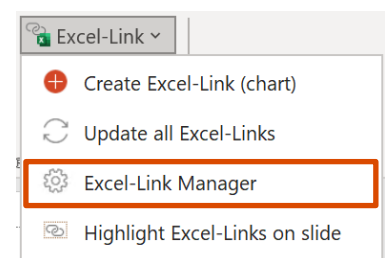 Excel-Link
Create Excel-Link (chart)
Update all Excel-Links
Excel-Link Manager
Highlight Excel-Links on slide